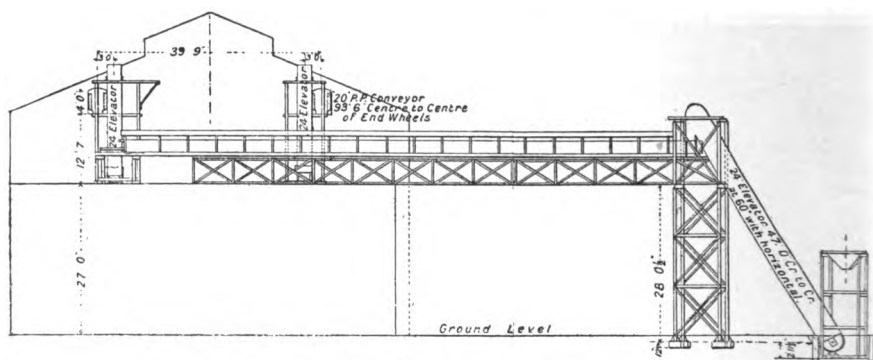 39' 9"
3'0"
3'0"
4'0"
24" Elevator
24" Elevator
20" P.P. Conveyor
93' 6" Centre to Centre
of End Wheels
12' 7"
27' 0"
28' 0½"
24" Elevator 47' 0" Cr. to Cr.
at 60° with horizontal.
Ground Level